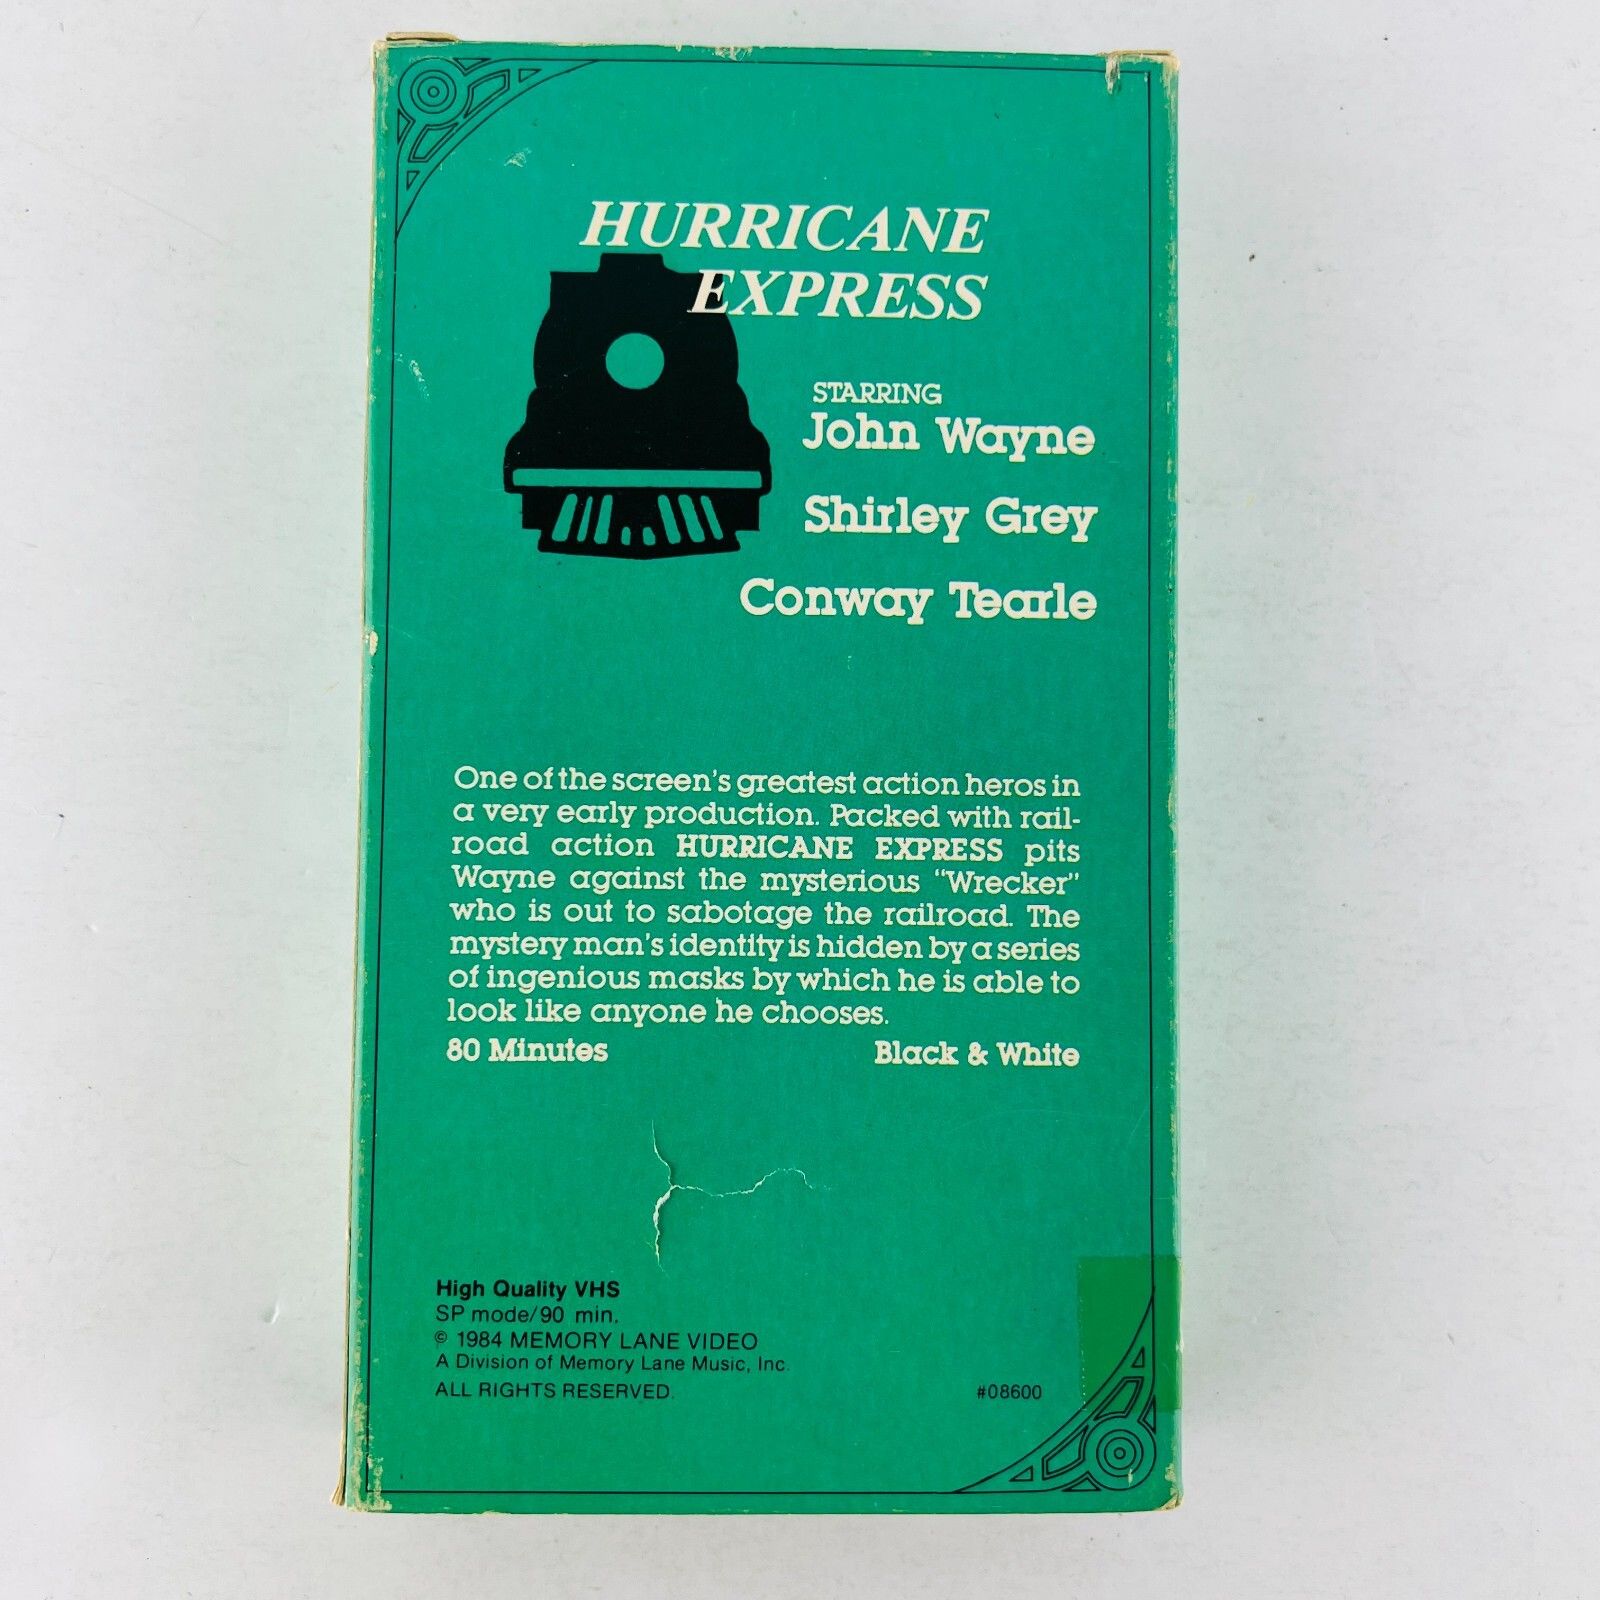 HURRICANE
EXPRESS
STARRING
John Wayne
Shirley Grey
Conway Tearle
One of the screen's greatest action heros in
a very early production. Packed with rail-
road action HURRICANE EXPRESS pits
Wayne against the mysterious "Wrecker"
who is out to sabotage the railroad. The
mystery man's identity is hidden by a series
of ingenious masks by which he is able to
look like anyone he chooses.
80 Minutes Black & White
High Quality VHS
SP mode/90 min.
© 1984 MEMORY LANE VIDEO
A Division of Memory Lane Music, Inc.
ALL RIGHTS RESERVED. #08600